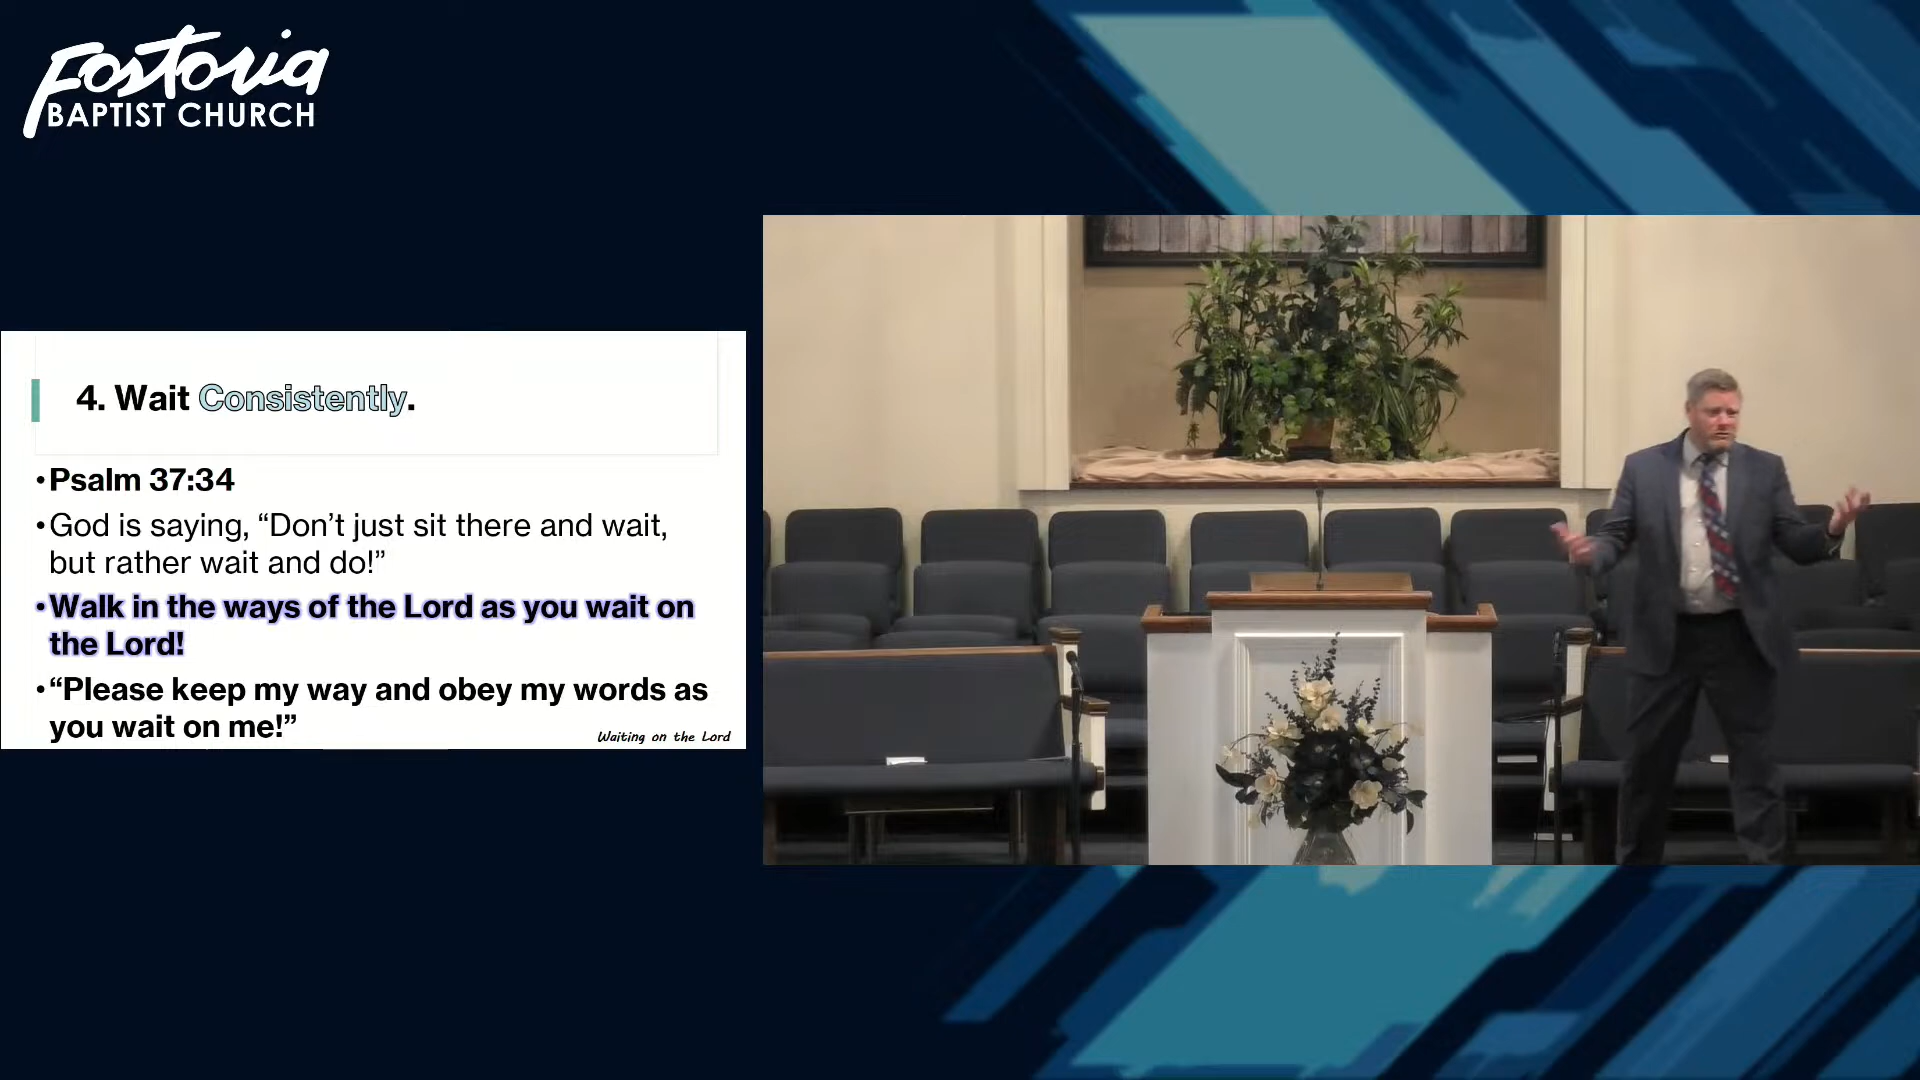 Fostoria
BAPTIST CHURCH
4. Wait Consistently.
•Psalm 37:34
•God is saying, “Don’t just sit there and wait,
but rather wait and do!”
•Walk in the ways of the Lord as you wait on
the Lord!
•“Please keep my way and obey my words as
you wait on me!”
Waiting on the Lord